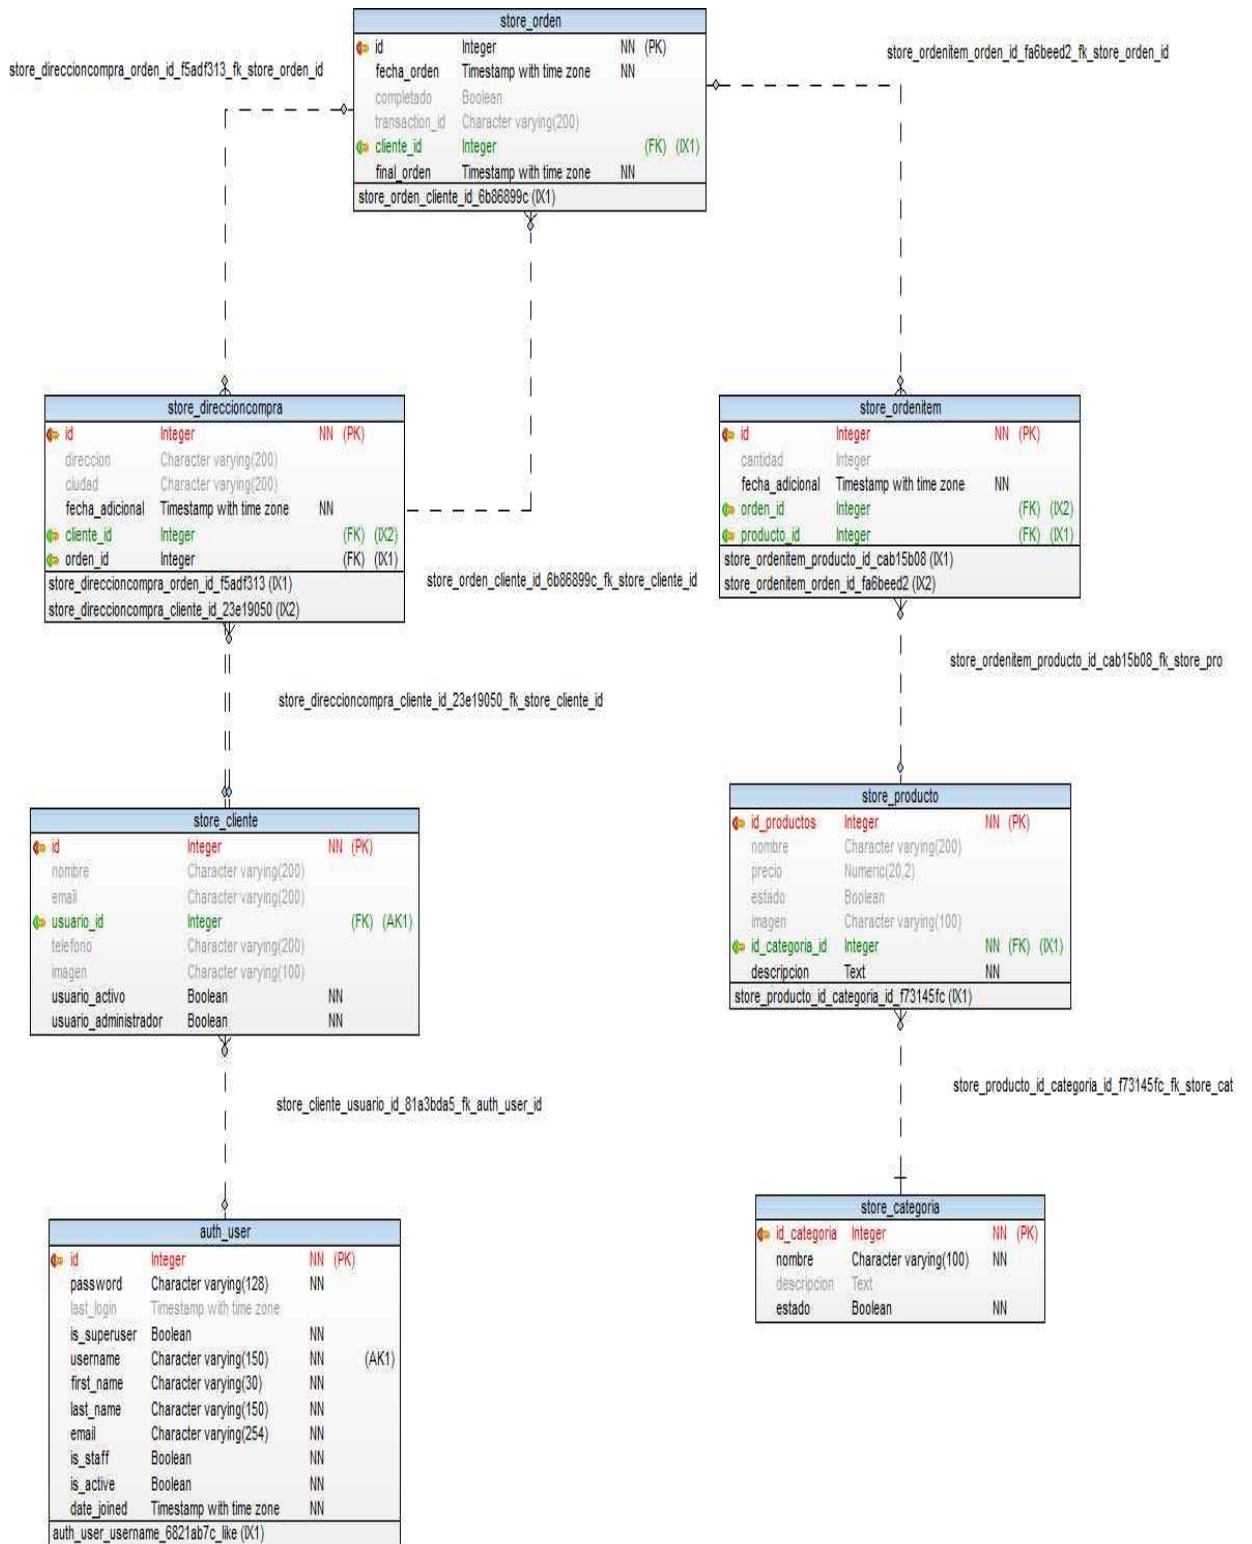 store_orden
id Integer NN (PK)
fecha_orden Timestamp with time zone NN
completado Boolean
transaction_id Character varying(200)
cliente_id Integer (FK) (IX1)
final_orden Timestamp with time zone NN
store_orden_cliente_id_6b86899c (IX1)
store_direccioncompra_orden_id_f5adf313_fk_store_orden_id
store_ordenitem_orden_id_fa6beed2_fk_store_orden_id
store_direccioncompra
id Integer NN (PK)
direccion Character varying(200)
ciudad Character varying(200)
fecha_adicional Timestamp with time zone NN
cliente_id Integer (FK) (IX2)
orden_id Integer (FK) (IX1)
store_direccioncompra_orden_id_f5adf313 (IX1)
store_direccioncompra_cliente_id_23e19050 (IX2)
store_orden_cliente_id_6b86899c_fk_store_cliente_id
store_ordenitem
id Integer NN (PK)
cantidad Integer
fecha_adicional Timestamp with time zone NN
orden_id Integer (FK) (IX2)
producto_id Integer (FK) (IX1)
store_ordenitem_producto_id_cab15b08 (IX1)
store_ordenitem_orden_id_fa6beed2 (IX2)
store_ordenitem_producto_id_cab15b08_fk_store_pro
store_direccioncompra_cliente_id_23e19050_fk_store_cliente_id
store_cliente
id Integer NN (PK)
nombre Character varying(200)
email Character varying(200)
usuario_id Integer (FK) (AK1)
telefono Character varying(200)
imagen Character varying(100)
usuario_activo Boolean NN
usuario_administrador Boolean NN
store_producto
id_productos Integer NN (PK)
nombre Character varying(200)
precio Numeric(20,2)
estado Boolean
imagen Character varying(100)
id_categoria_id Integer NN (FK) (IX1)
descripcion Text NN
store_producto_id_categoria_id_f73145fc (IX1)
store_cliente_usuario_id_81a3bda5_fk_auth_user_id
store_producto_id_categoria_id_f73145fc_fk_store_cat
auth_user
id Integer NN (PK)
password Character varying(128) NN
last_login Timestamp with time zone
is_superuser Boolean NN
username Character varying(150) NN (AK1)
first_name Character varying(30) NN
last_name Character varying(150) NN
email Character varying(254) NN
is_staff Boolean NN
is_active Boolean NN
date_joined Timestamp with time zone NN
auth_user_username_6821ab7c_like (IX1)
store_categoria
id_categoria Integer NN (PK)
nombre Character varying(100) NN
descripcion Text
estado Boolean NN